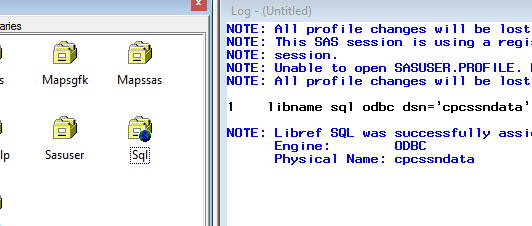 aries
s
Mapsgfk
Mapssas
lp
Sasuser
Sql
Log - (Untitled)
NOTE: All profile changes will be lost
NOTE: This SAS session is using a regi
NOTE: session.
NOTE: Unable to open SASUSER.PROFILE.
NOTE: All profile changes will be lost
1 libname sql odbc dsn='cpcssndata'
NOTE: Libref SQL was successfully assi
Engine: ODBC
Physical Name: cpcssndata